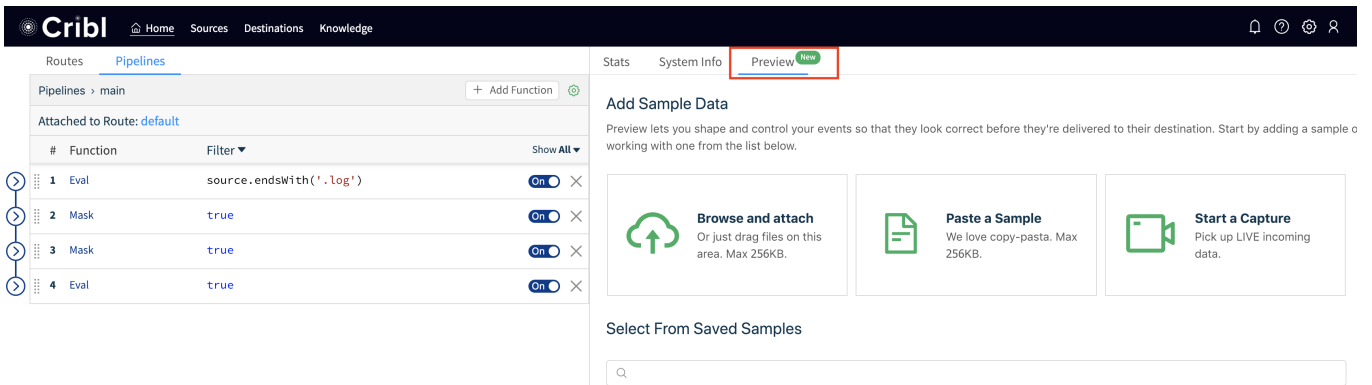 Cribl Home Sources Destinations Knowledge
Routes Pipelines
Pipelines › main + Add Function
Attached to Route: default
# Function Filter Show All
1 Eval source.endsWith('.log') On
2 Mask true On
3 Mask true On
4 Eval true On
Stats System Info Preview New
Add Sample Data
Preview lets you shape and control your events so that they look correct before they're delivered to their destination. Start by adding a sample o
working with one from the list below.
Browse and attach
Or just drag files on this
area. Max 256KB.
Paste a Sample
We love copy-pasta. Max
256KB.
Start a Capture
Pick up LIVE incoming
data.
Select From Saved Samples